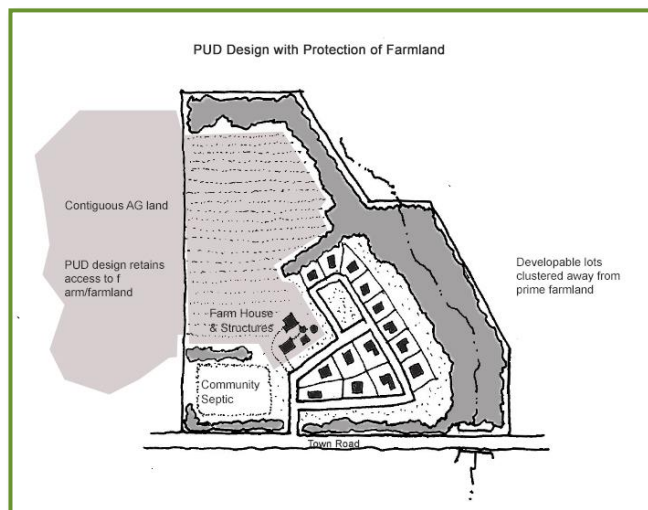 PUD Design with Protection of Farmland
Contiguous AG land
PUD design retains
access to f
arm/farmland
Developable lots
clustered away from
prime farmland
Farm House
& Structures
Community
Septic
Town Road